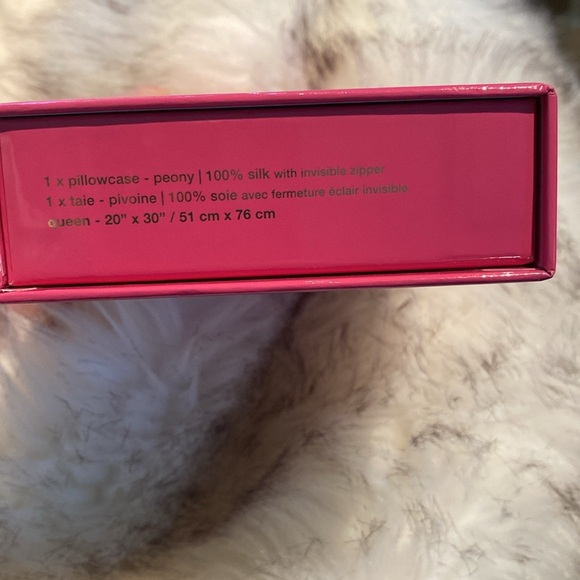 1 x pillowcase - peony | 100% silk with invisible zipper
1 x taie - pivoine | 100% soie avec fermeture éclair invisible
queen - 20" x 30" / 51 cm x 76 cm